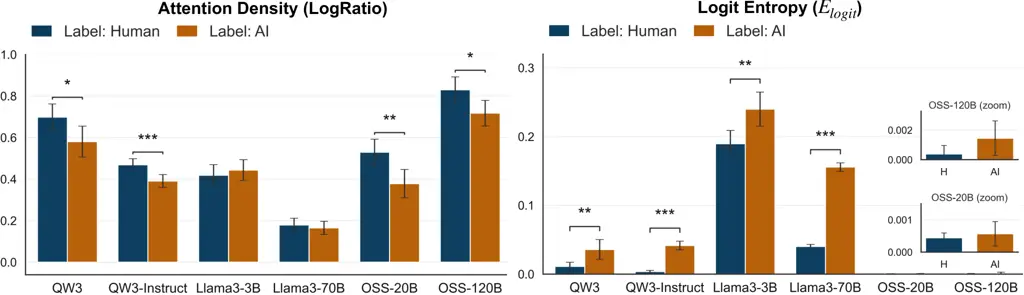 Attention Density (LogRatio)
Label: Human Label: AI
1.0
0.8
0.6
0.4
0.2
0.0
*
***
**
*
QW3 QW3-Instruct Llama3-3B Llama3-70B OSS-20B OSS-120B
Logit Entropy (E_logit)
Label: Human Label: AI
0.3
0.2
0.1
0.0
**
***
**
***
QW3 QW3-Instruct Llama3-3B Llama3-70B OSS-20B OSS-120B
OSS-120B (zoom)
0.002
0.000
H AI
OSS-20B (zoom)
0.001
0.000
H AI